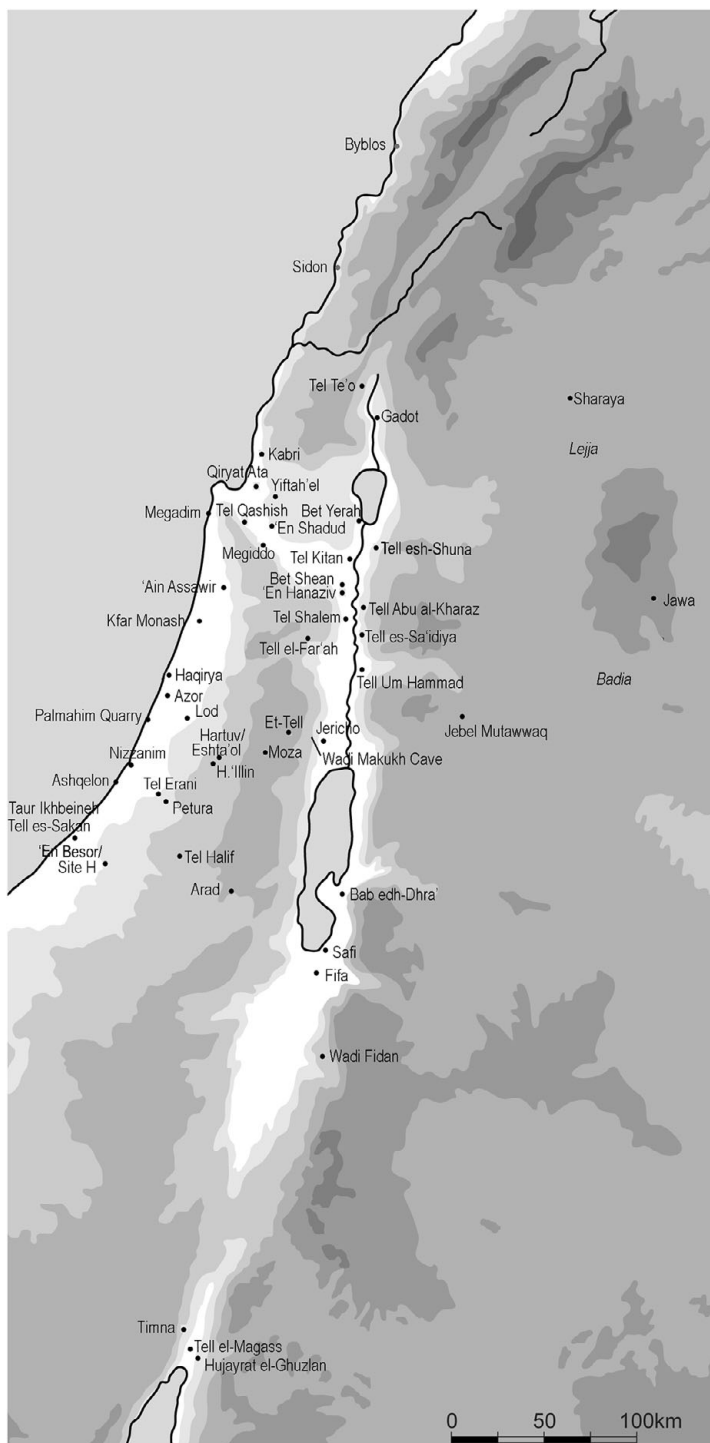 Byblos
Sidon
Tel Te'o
Sharaya
Gadot
Lejja
Kabri
Qiryat Ata
Yiftah'el
Megadim
Tel Qashish
Bet Yerah
'En Shadud
Megiddo
Tell esh-Shuna
Tel Kitan
Bet Shean
'Ain Assawir
'En Hanaziv
Jawa
Tell Abu al-Kharaz
Kfar Monash
Tel Shalem
Tell es-Sa'idiya
Tell el-Far'ah
Haqirya
Tell Um Hammad
Badia
Azor
Palmahim Quarry
Lod
Et-Tell
Jericho
Jebel Mutawwaq
Hartuv/
Eshta'ol
Moza
Wadi Makukh Cave
Nizzanim
H.'Illin
Ashqelon
Tel Erani
Petura
Taur Ikhbeineh
Tell es-Sakan
'En Besor/
Site H
Tel Halif
Arad
Bab edh-Dhra'
Safi
Fifa
Wadi Fidan
Timna
Tell el-Magass
Hujayrat el-Ghuzlan
0 50 100km